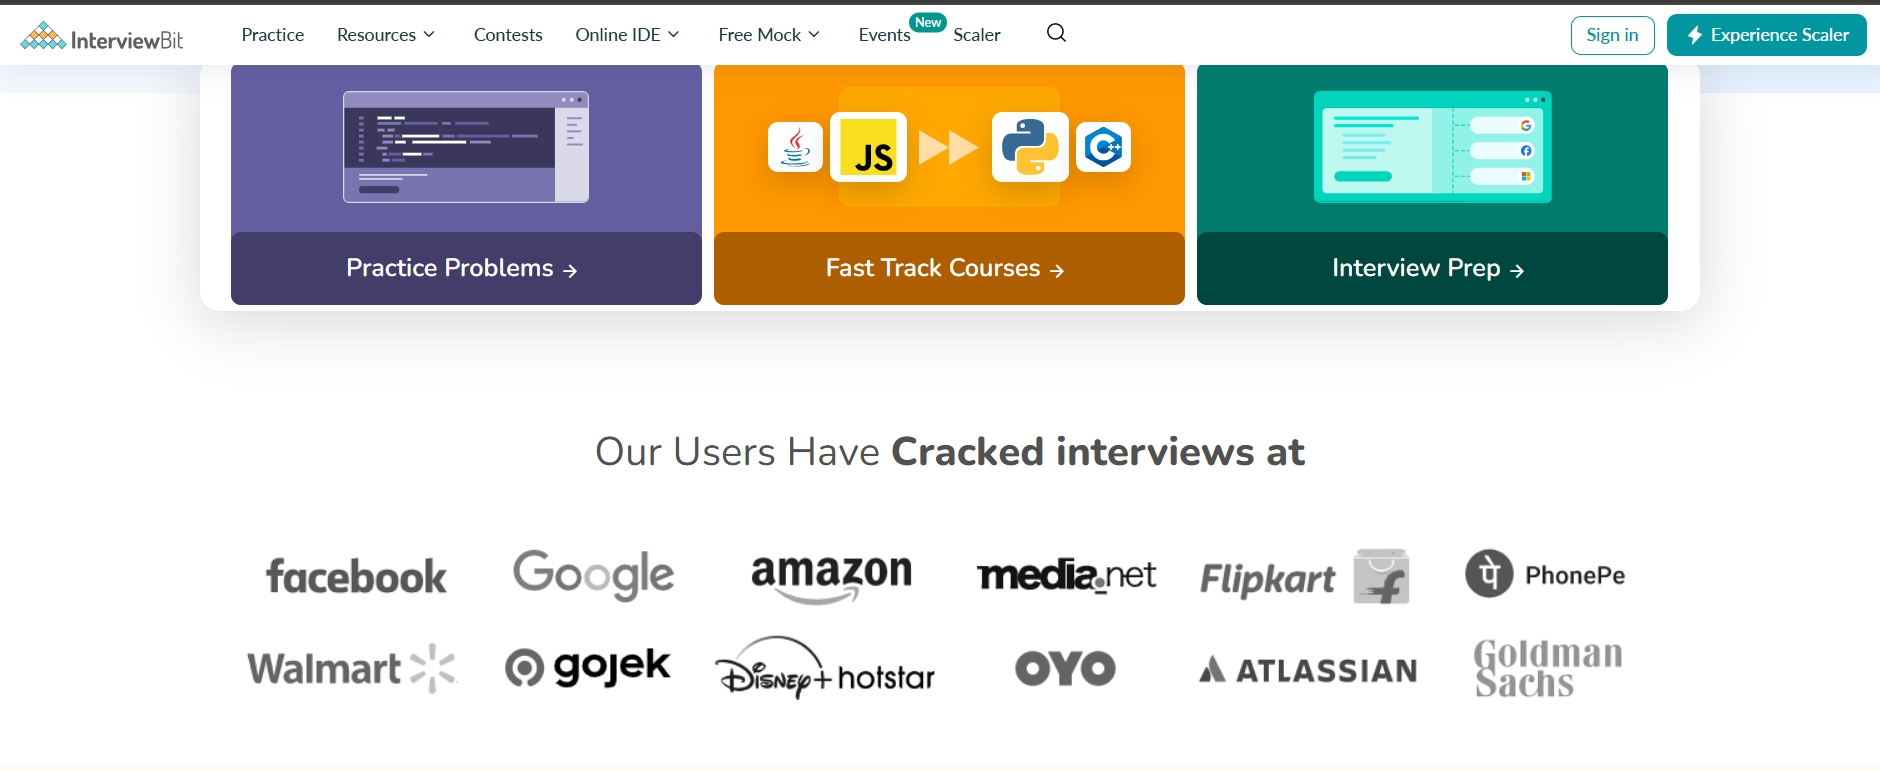 InterviewBit Practice Resources Contests Online IDE Free Mock Events New Scaler Sign in Experience Scaler
JS C++
Practice Problems → Fast Track Courses → Interview Prep →
Our Users Have Cracked interviews at
facebook Google amazon media.net Flipkart पे PhonePe
Walmart gojek Disney+ hotstar OYO ATLASSIAN Goldman Sachs